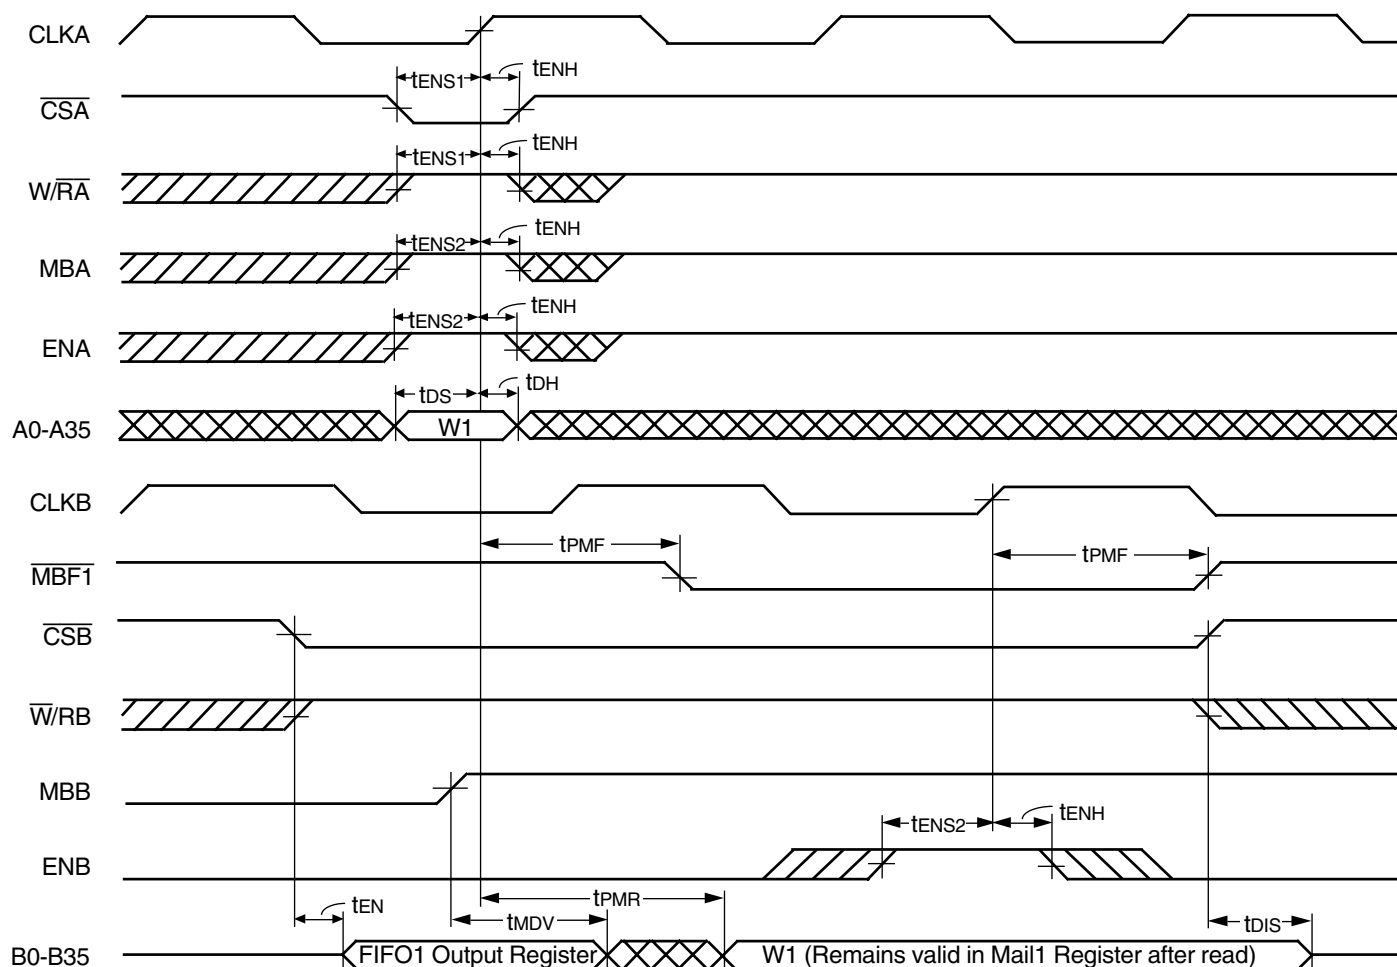 CLKA
tENS1 tENH
CSA
tENS1 tENH
W/RA
tENS2 tENH
MBA
tENS2 tENH
ENA
tDS tDH
A0-A35 W1
CLKB
tPMF tPMF
MBF1
CSB
W/RB
MBB
tENS2 tENH
ENB
tEN tMDV tPMR tDIS
B0-B35 FIFO1 Output Register W1 (Remains valid in Mail1 Register after read)